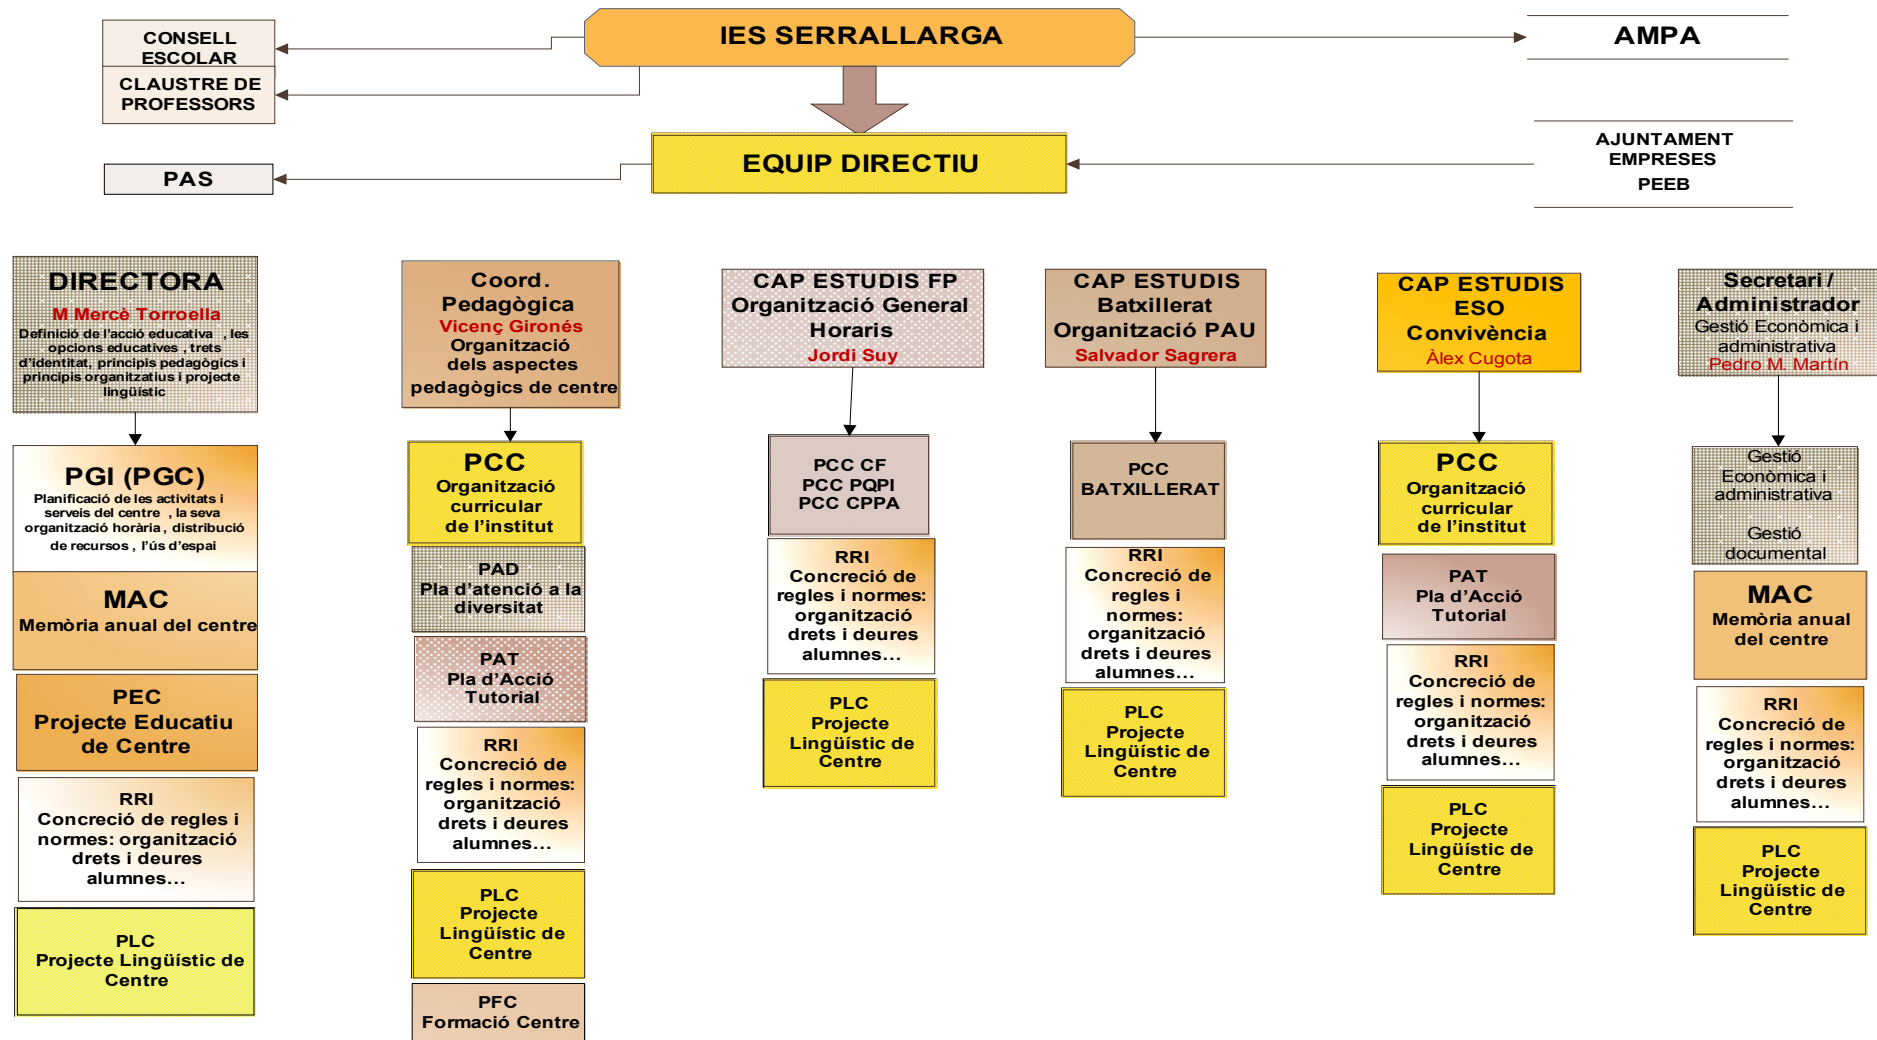 IES SERRALLARGA
CONSELL
ESCOLAR
CLAUSTRE DE
PROFESSORS
AMPA
EQUIP DIRECTIU
PAS
AJUNTAMENT
EMPRESES
PEEB
DIRECTORA
M Mercè Torroella
Definició de l'acció educativa , les
opcions educatives , trets
d'identitat, principis pedagògics i
principis organitzatius i projecte
lingüístic
PGI (PGC)
Planificació de les activitats i
serveis del centre , la seva
organització horària , distribució
de recursos , l'ús d'espai
MAC
Memòria anual del centre
PEC
Projecte Educatiu
de Centre
RRI
Concreció de regles i
normes: organització
drets i deures
alumnes...
PLC
Projecte Lingüístic de
Centre
Coord.
Pedagògica
Vicenç Gironés
Organització
dels aspectes
pedagògics de centre
PCC
Organització
curricular
de l'institut
PAD
Pla d'atenció a la
diversitat
PAT
Pla d'Acció
Tutorial
RRI
Concreció de
regles i normes:
organització
drets i deures
alumnes...
PLC
Projecte
Lingüístic de
Centre
PFC
Formació Centre
CAP ESTUDIS FP
Organització General
Horaris
Jordi Suy
PCC CF
PCC PQPI
PCC CPPA
RRI
Concreció de
regles i normes:
organització
drets i deures
alumnes...
PLC
Projecte
Lingüístic de
Centre
CAP ESTUDIS
Batxillerat
Organització PAU
Salvador Sagrera
PCC
BATXILLERAT
RRI
Concreció de
regles i
normes:
organització
drets i deures
alumnes...
PLC
Projecte
Lingüístic de
Centre
CAP ESTUDIS
ESO
Convivència
Àlex Cugota
PCC
Organització
curricular
de l'institut
PAT
Pla d'Acció
Tutorial
RRI
Concreció de
regles i normes:
organització
drets i deures
alumnes...
PLC
Projecte
Lingüístic de
Centre
Secretari /
Administrador
Gestió Econòmica i
administrativa
Pedro M. Martín
Gestió
Econòmica i
administrativa
Gestió
documental
MAC
Memòria anual
del centre
RRI
Concreció de
regles i normes:
organització
drets i deures
alumnes...
PLC
Projecte
Lingüístic de
Centre